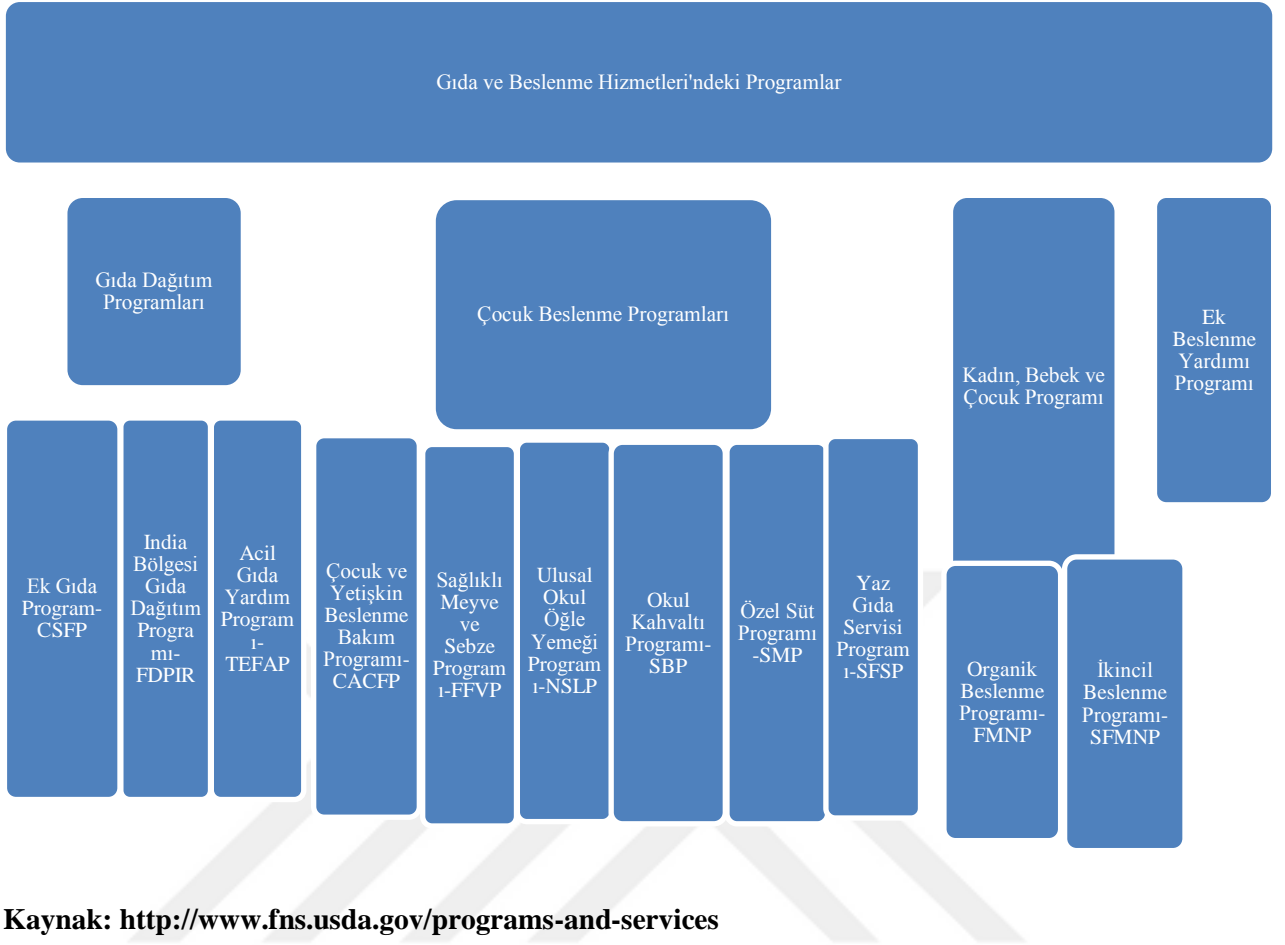 Gıda ve Beslenme Hizmetleri'ndeki Programlar
Gıda Dağıtım
Programları
Çocuk Beslenme Programları
Kadın, Bebek ve
Çocuk Programı
Ek
Beslenme
Yardımı
Programı
Ek Gıda
Program-
CSFP
India
Bölgesi
Gıda
Dağıtım
Progra
mı-
FDPIR
Acil
Gıda
Yardım
Program
ı-
TEFAP
Çocuk ve
Yetişkin
Beslenme
Bakım
Programı-
CACFP
Sağlıklı
Meyve
ve
Sebze
Program
ı-FFVP
Ulusal
Okul
Öğle
Yemeği
Program
ı-NSLP
Okul
Kahvaltı
Programı-
SBP
Özel Süt
Programı
-SMP
Yaz
Gıda
Servisi
Program
ı-SFSP
Organik
Beslenme
Programı-
FMNP
İkincil
Beslenme
Programı-
SFMNP
Kaynak: http://www.fns.usda.gov/programs-and-services